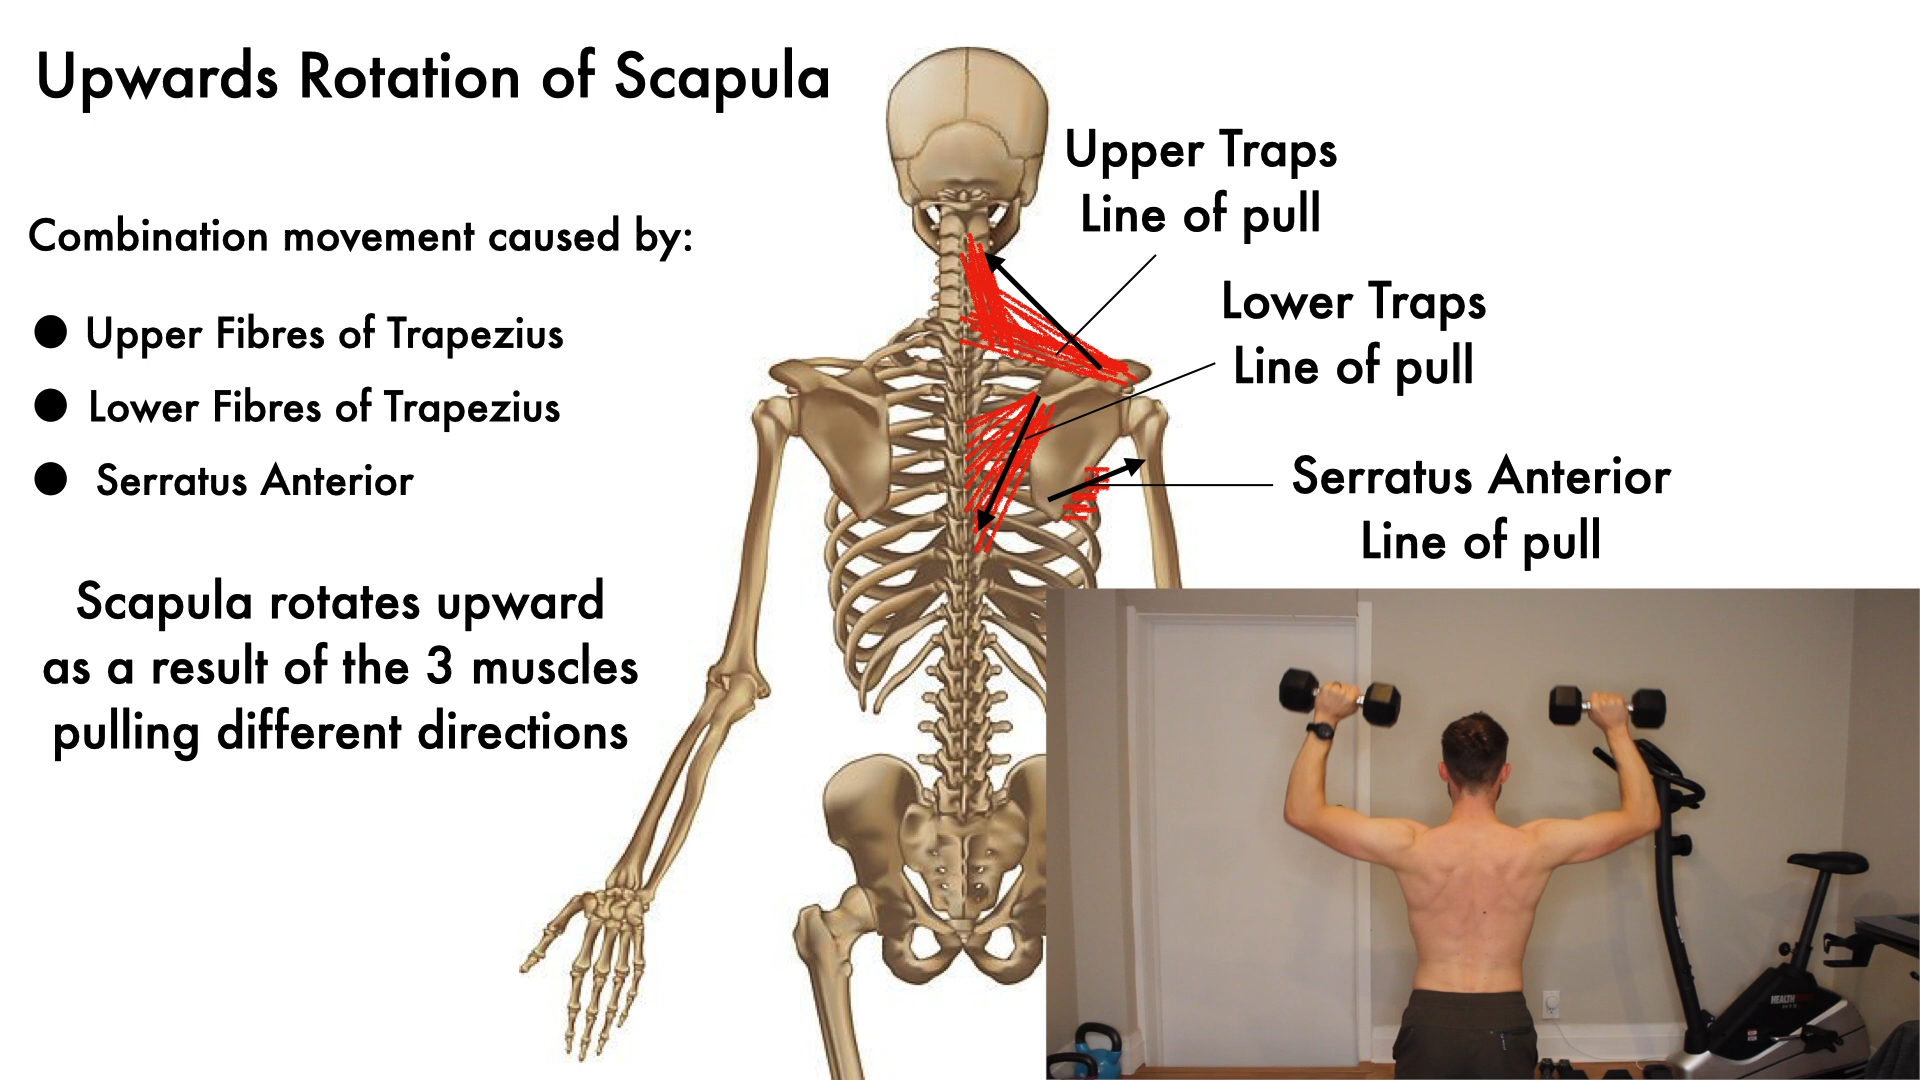 Upwards Rotation of Scapula
Combination movement caused by:
● Upper Fibres of Trapezius
● Lower Fibres of Trapezius
● Serratus Anterior
Scapula rotates upward
as a result of the 3 muscles
pulling different directions
Upper Traps
Line of pull
Lower Traps
Line of pull
Serratus Anterior
Line of pull
HEALTH